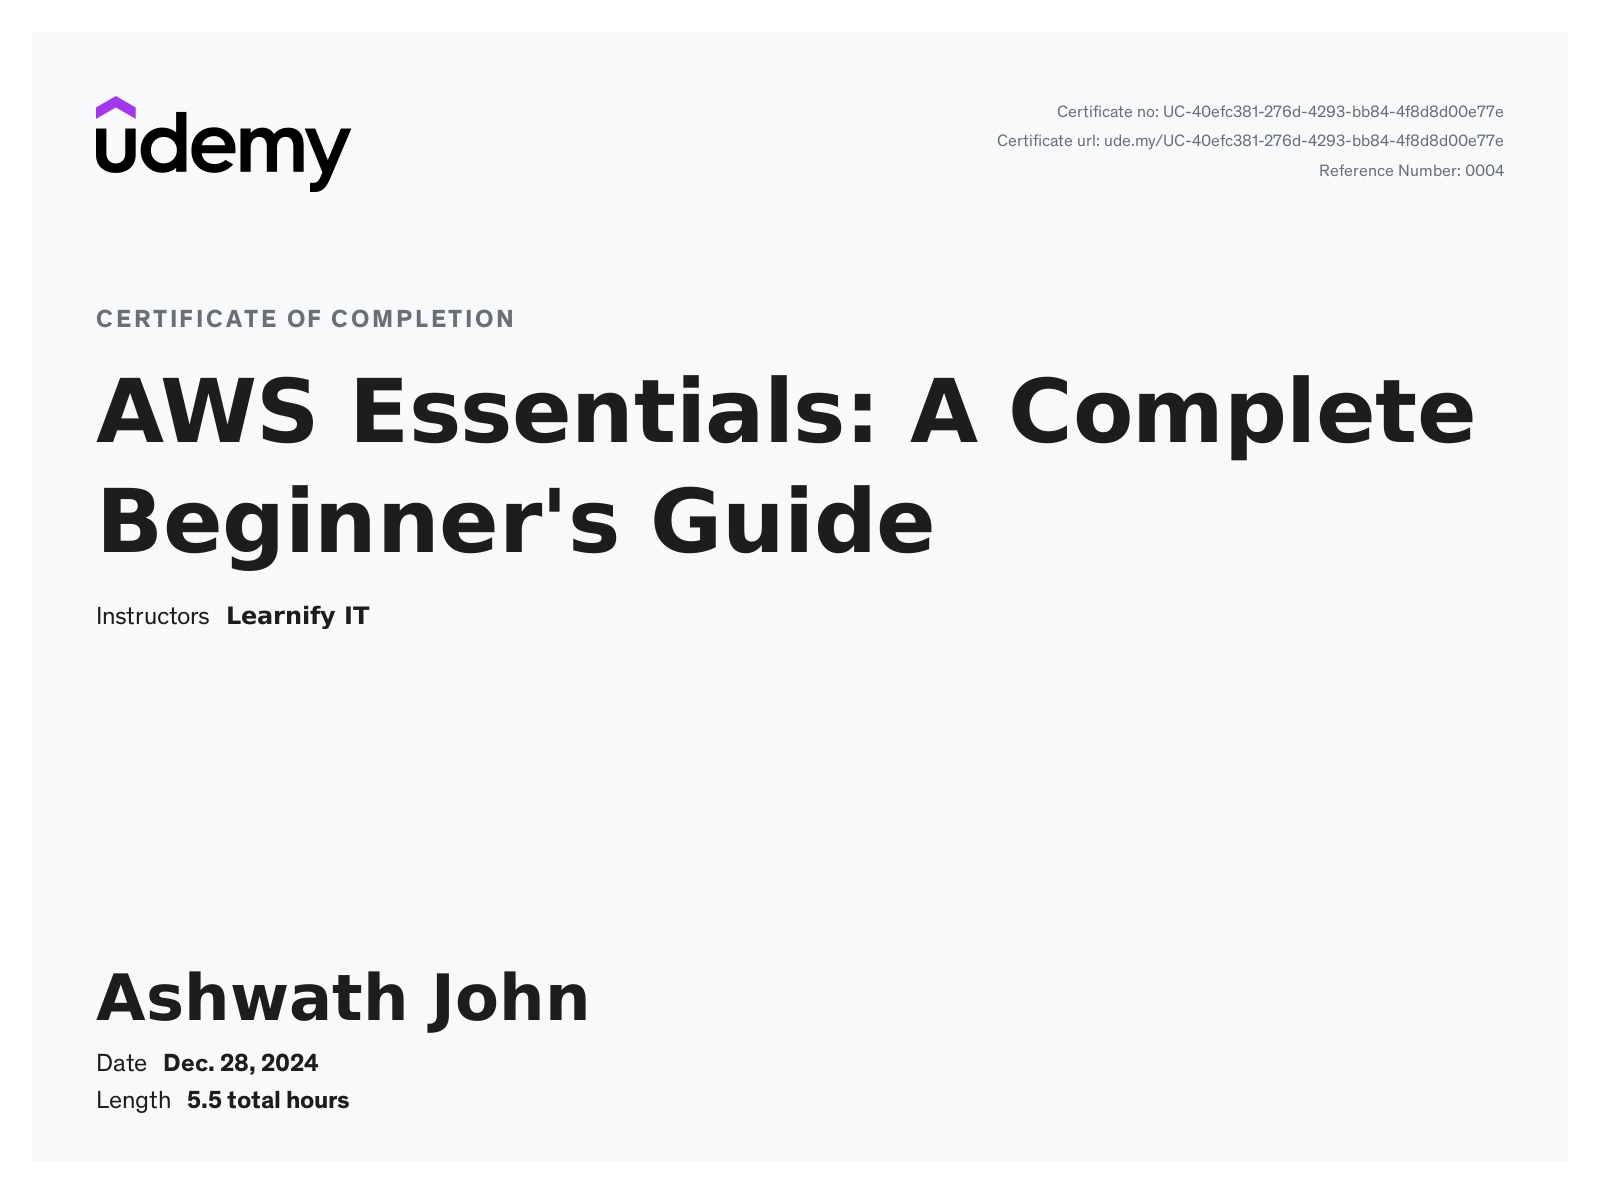 udemy
Certificate no: UC-40efc381-276d-4293-bb84-4f8d8d00e77e
Certificate url: ude.my/UC-40efc381-276d-4293-bb84-4f8d8d00e77e
Reference Number: 0004
CERTIFICATE OF COMPLETION
AWS Essentials: A Complete
Beginner's Guide
Instructors Learnify IT
Ashwath John
Date Dec. 28, 2024
Length 5.5 total hours